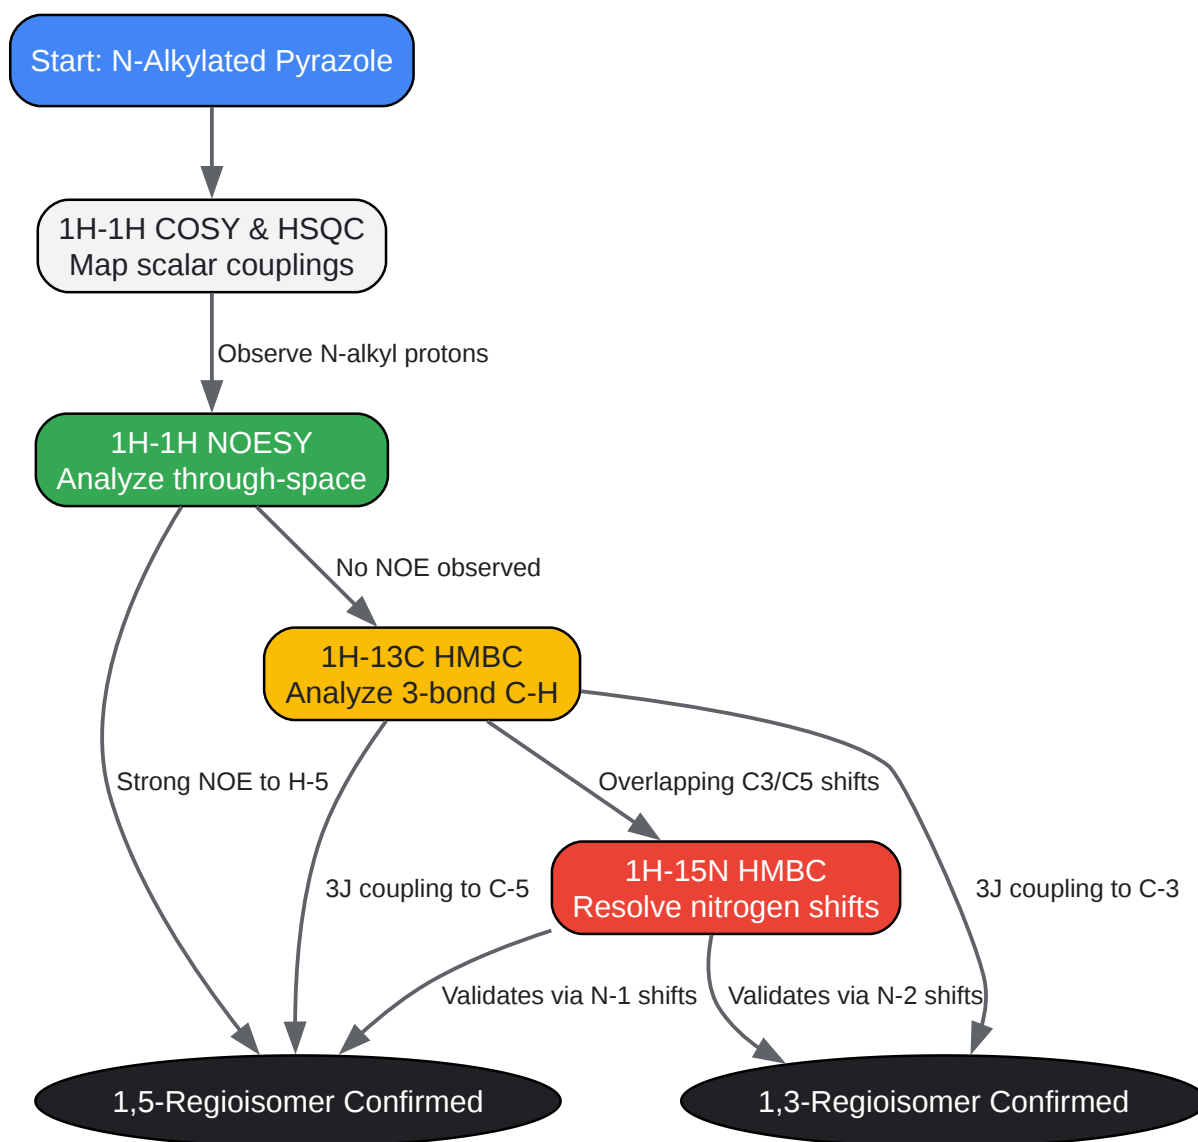 Start: N-Alkylated Pyrazole
1H-1H COSY & HSQC
Map scalar couplings
Observe N-alkyl protons
1H-1H NOESY
Analyze through-space
No NOE observed
1H-13C HMBC
Analyze 3-bond C-H
Strong NOE to H-5
Overlapping C3/C5 shifts
3J coupling to C-5
1H-15N HMBC
Resolve nitrogen shifts
3J coupling to C-3
Validates via N-1 shifts
Validates via N-2 shifts
1,5-Regioisomer Confirmed
1,3-Regioisomer Confirmed